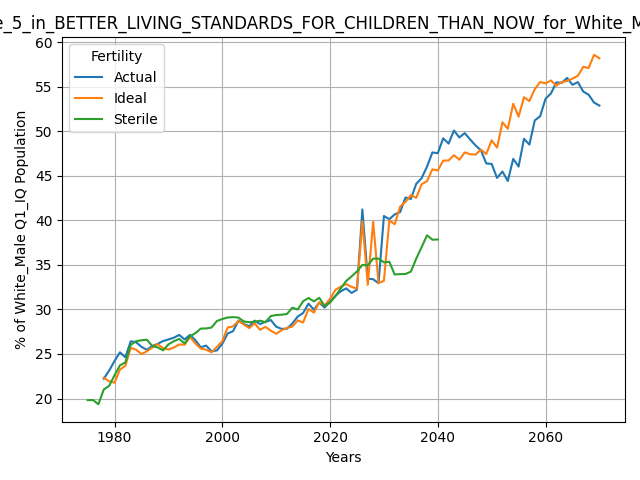 _5_in_BETTER_LIVING_STANDARDS_FOR_CHILDREN_THAN_NOW_for_White_M
Fertility
Actual
Ideal
Sterile
% of White_Male Q1_IQ Population
60
55
50
45
40
35
30
25
20
1980
2000
2020
2040
2060
Years